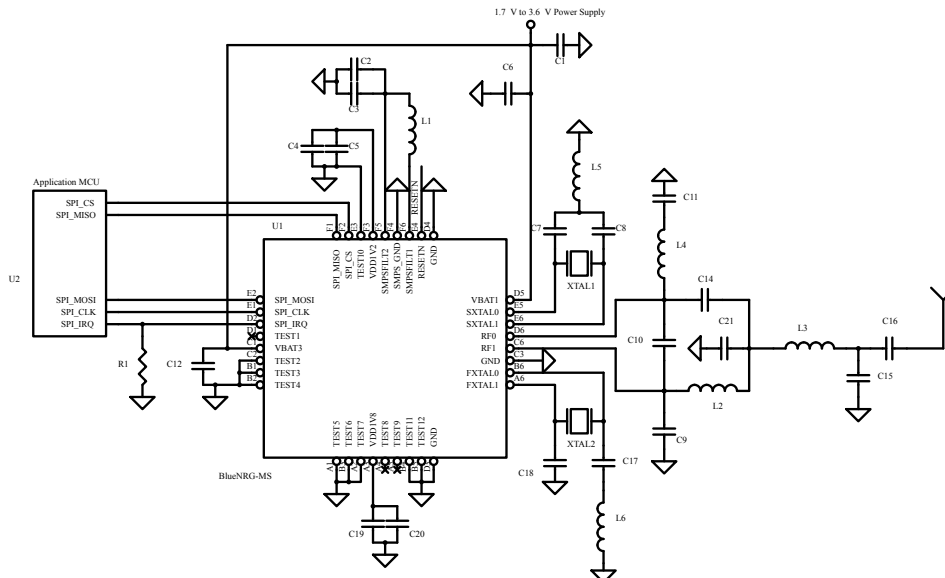 1.7 V to 3.6 V Power Supply
C1
C2
C6
C3
L1
C4
C5
L5
Application MCU
C11
SPI_CS
SPI_MISO
RESETN
U1
F1
F2
E3
F3
F5
F4
F6
E4
D4
C7
C8
L4
U2
SPI_MISO
SPI_CS
TEST10
VDD1V2
SMPSFILT2
SMPS_GND
SMPSFILT1
RESETN
GND
XTAL1
C14
SPI_MOSI
SPI_CLK
SPI_IRQ
E2
E1
D2
D1
C1
C2
B1
B2
SPI_MOSI
SPI_CLK
SPI_IRQ
TEST1
VBAT3
TEST2
TEST3
TEST4
VBAT1
SXTAL0
SXTAL1
RF0
RF1
GND
FXTAL0
FXTAL1
D5
E5
E6
D6
C6
C3
B6
A6
C10
C21
L3
C16
R1
C12
C15
L2
TEST5
TEST6
TEST7
VDD1V8
TEST8
TEST9
TEST11
TEST12
GND
XTAL2
C9
C18
C17
BlueNRG-MS
C19
C20
L6